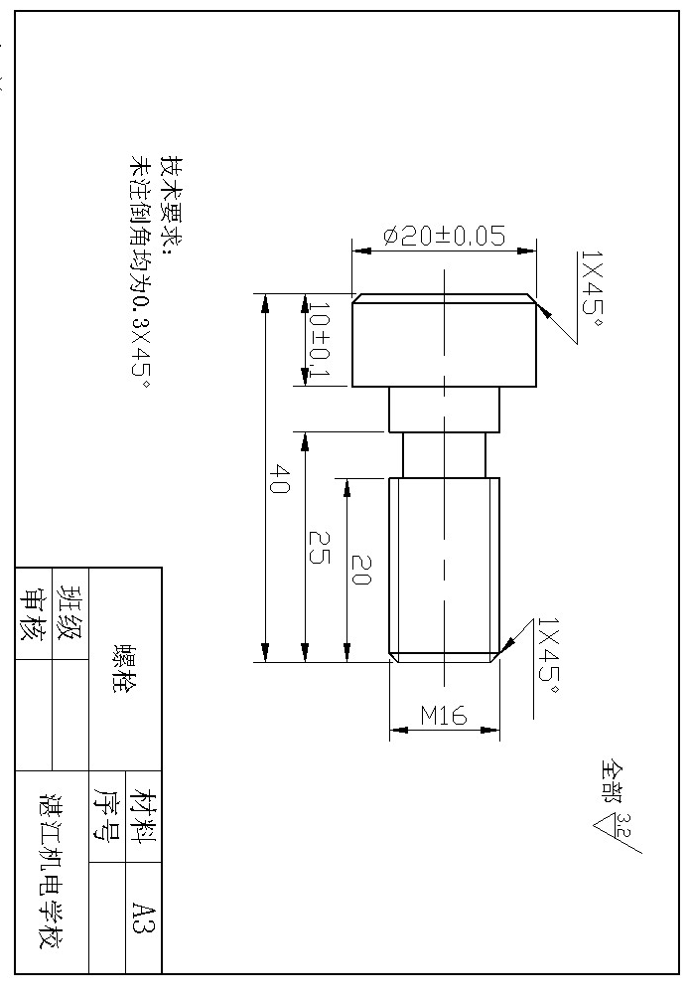 ø20±0.05
1X45°
10±0.1
40
25
20
1X45°
M16
全部 3.2
技术要求:
未注倒角均为0.3X45°
螺栓
材料
A3
序号
班级
审核
湛江机电学校